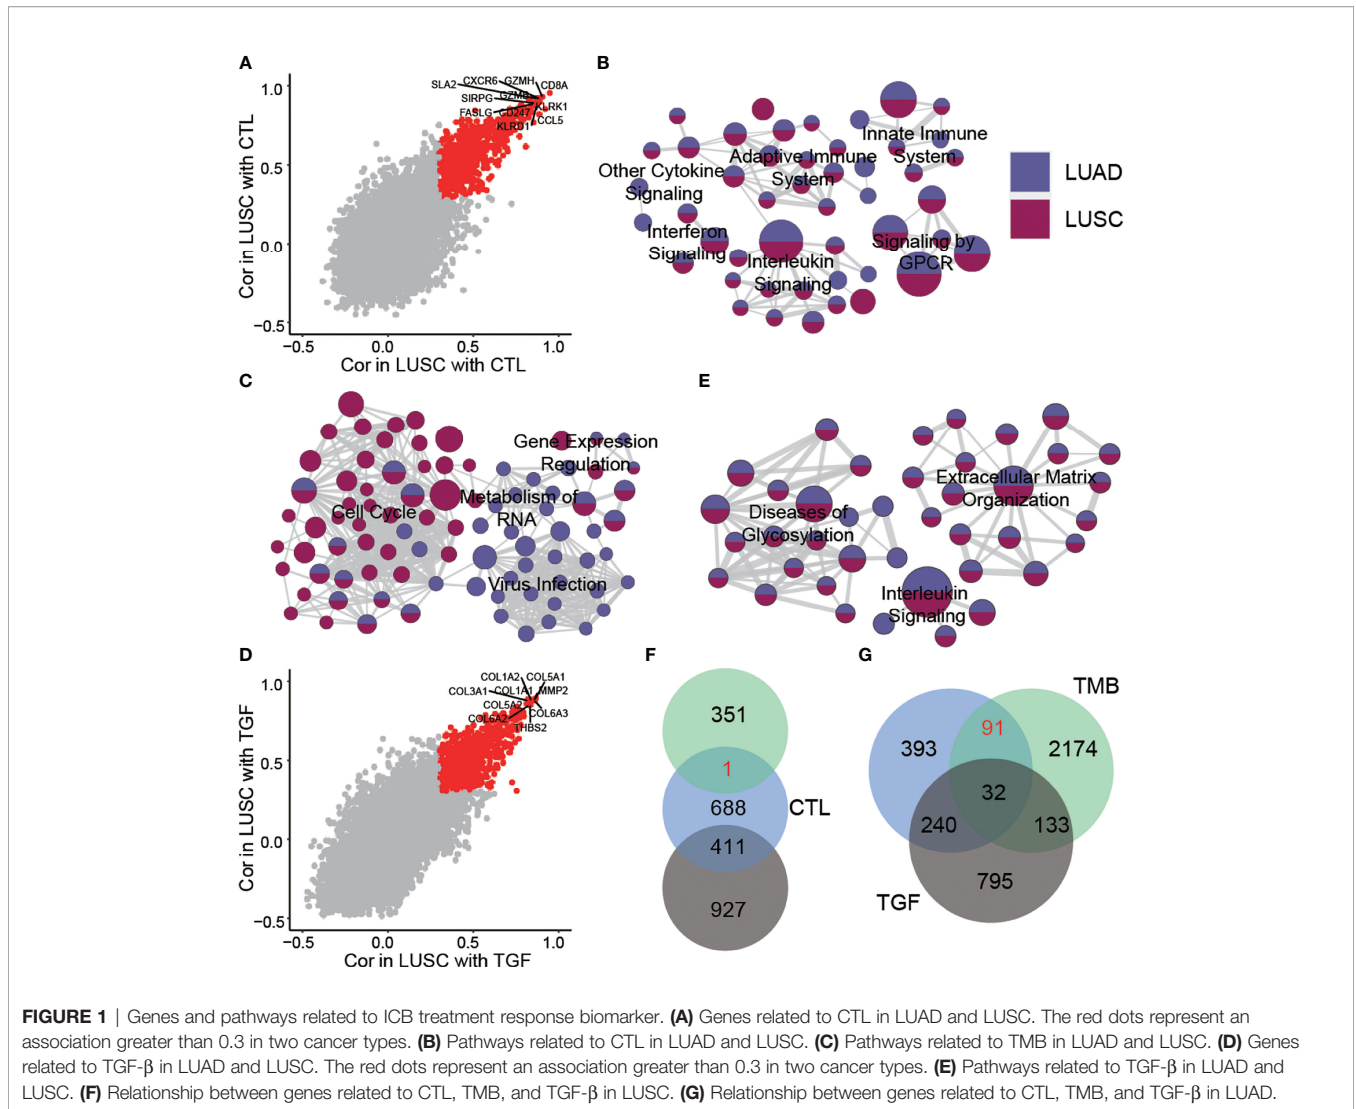 A
1.0
0.5
0.0
−0.5
−0.5
0.0
0.5
1.0
Cor in LUSC with CTL
Cor in LUSC with CTL
SLA2
CXCR6
GZMH
CD8A
SIRPG
GZMB
KLRK1
FASLG
CD247
CCL5
KLRD1
B
Innate Immune
System
Adaptive Immune
System
Other Cytokine
Signaling
Interferon
Signaling
Interleukin
Signaling
Signaling by
GPCR
LUAD
LUSC
C
Gene Expression
Regulation
Metabolism of
RNA
Cell Cycle
Virus Infection
E
Extracellular Matrix
Organization
Diseases of
Glycosylation
Interleukin
Signaling
D
1.0
0.5
0.0
−0.5
−0.5
0.0
0.5
1.0
Cor in LUSC with TGF
Cor in LUSC with TGF
COL1A2
COL5A1
COL3A1
COL1A1
MMP2
COL5A2
COL6A3
COL6A2
THBS2
F
351
1
688
CTL
411
927
G
TMB
393
91
2174
32
240
133
795
TGF
FIGURE 1 | Genes and pathways related to ICB treatment response biomarker. (A) Genes related to CTL in LUAD and LUSC. The red dots represent an
association greater than 0.3 in two cancer types. (B) Pathways related to CTL in LUAD and LUSC. (C) Pathways related to TMB in LUAD and LUSC. (D) Genes
related to TGF-β in LUAD and LUSC. The red dots represent an association greater than 0.3 in two cancer types. (E) Pathways related to TGF-β in LUAD and
LUSC. (F) Relationship between genes related to CTL, TMB, and TGF-β in LUSC. (G) Relationship between genes related to CTL, TMB, and TGF-β in LUAD.